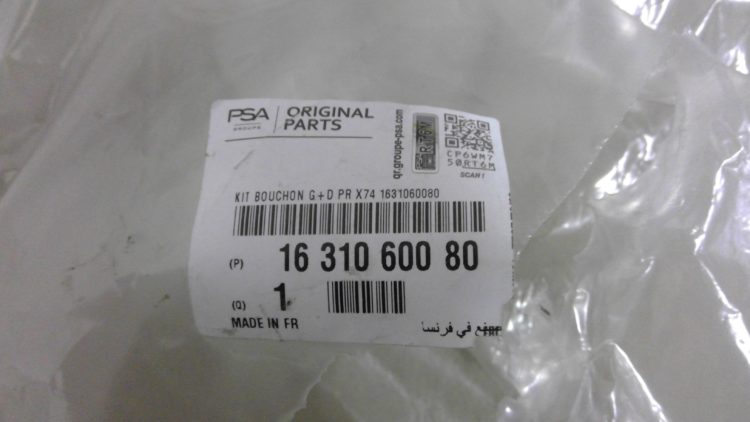 PSA
GROUPE
ORIGINAL
PARTS
qr.groupe-psa.com
RT6V
CP6WM7
50RT6M
SCAN !
KIT BOUCHON G.+D PR X74 1631060080
(P) 16 310 600 80
(Q) 1
MADE IN FR
في فرنسا